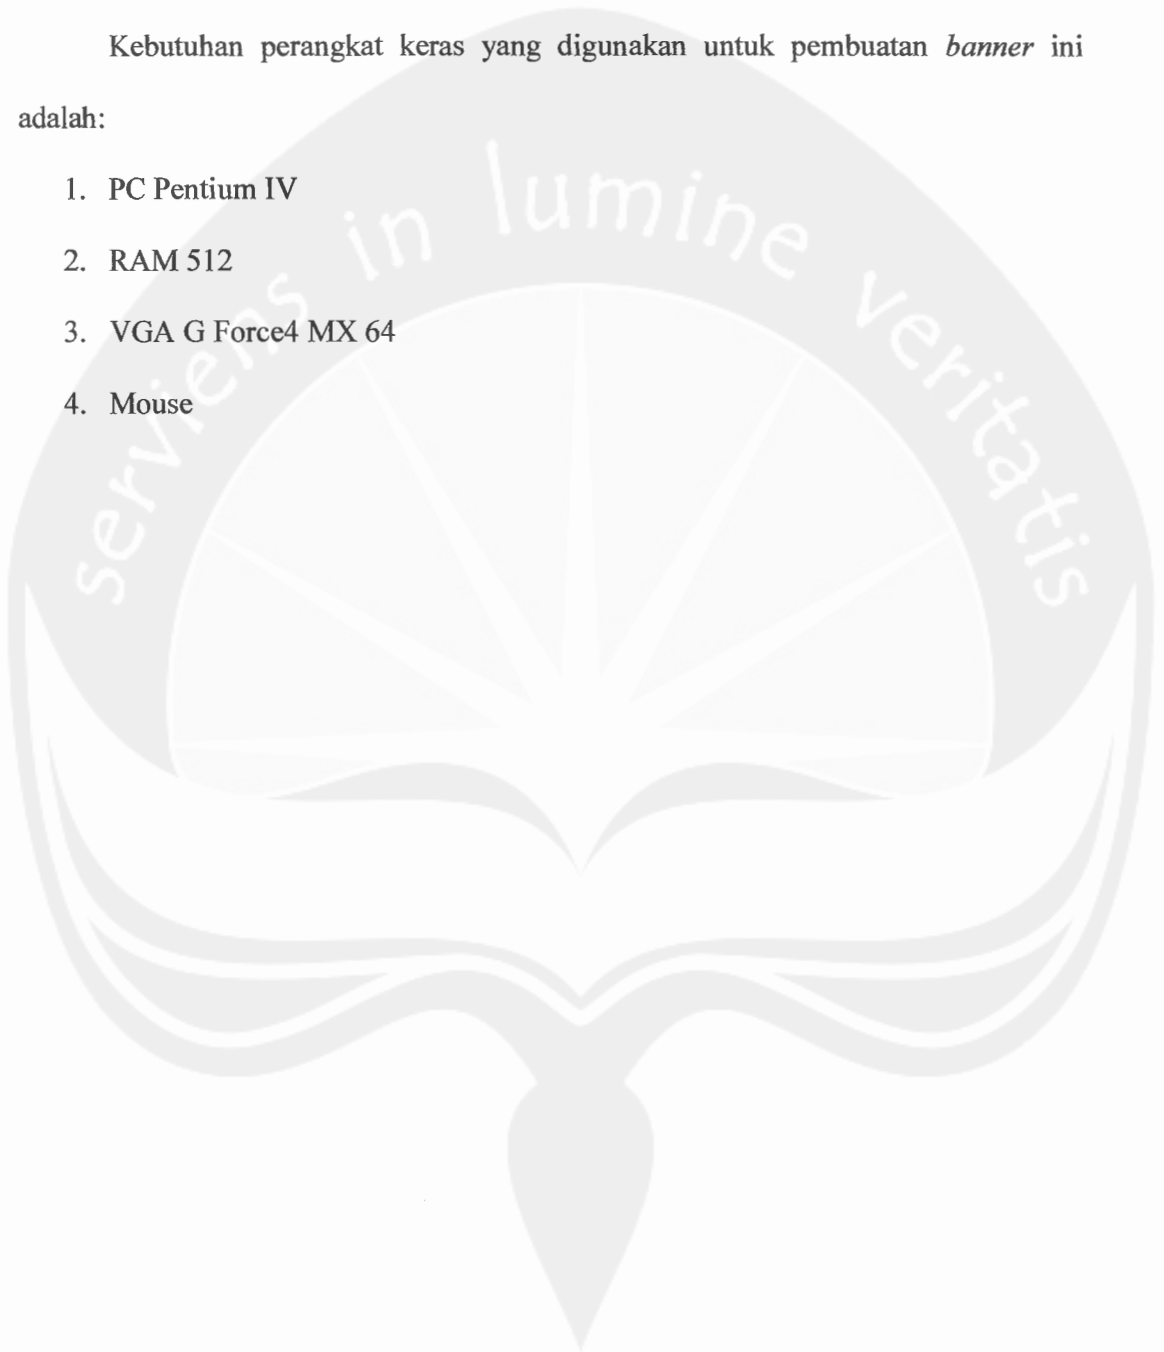 Kebutuhan perangkat keras yang digunakan untuk pembuatan banner ini
adalah:
1. PC Pentium IV
2. RAM 512
3. VGA G Force4 MX 64
4. Mouse
serviens in lumine veritatis